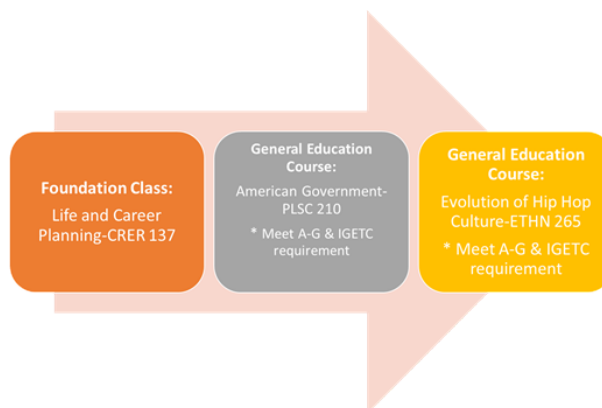 Foundation Class:
Life and Career
Planning-CRER 137
General Education
Course:
American Government-
PLSC 210
* Meet A-G & IGETC
requirement
General Education
Course:
Evolution of Hip Hop
Culture-ETHN 265
* Meet A-G & IGETC
requirement